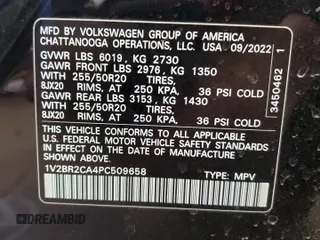 MFD BY VOLKSWAGEN GROUP OF AMERICA
CHATTANOOGA OPERATIONS, LLC. USA 09/2022
GVWR LBS 6019, KG 2730
GAWR FRONT LBS 2976, KG 1350
WITH 255/50R20 TIRES,
8JX20 RIMS, AT 250 KPA, 36 PSI COLD
GAWR REAR LBS 3153, KG 1430
WITH 255/50R20 TIRES,
8JX20 RIMS, AT 250 KPA, 36 PSI COLD
THIS VEHICLE CONFORMS TO ALL APPLICABLE
U.S. FEDERAL MOTOR VEHICLE SAFETY STANDARDS
IN EFFECT ON THE DATE OF
MANUFACTURE SHOWN ABOVE.
1V2BR2CA4PC509658 TYPE: MPV
3450462 1
DREAMBID